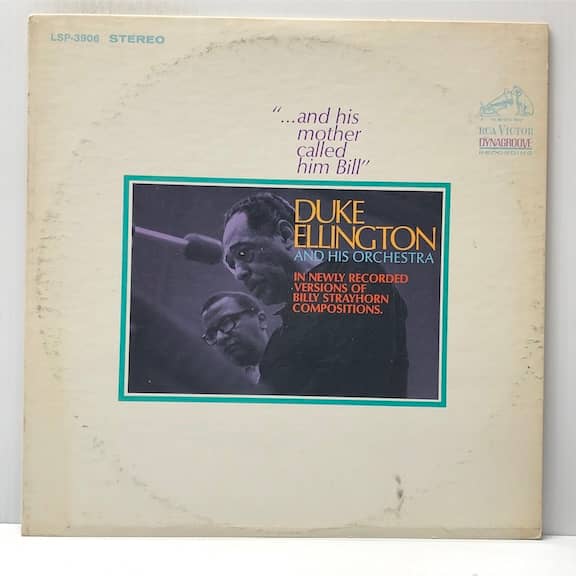 LSP-3906 STEREO
"...and his
mother
called
him Bill"
RCA VICTOR
DYNAGROOVE
RECORDING
DUKE
ELLINGTON
AND HIS ORCHESTRA
IN NEWLY RECORDED
VERSIONS OF
BILLY STRAYHORN
COMPOSITIONS.